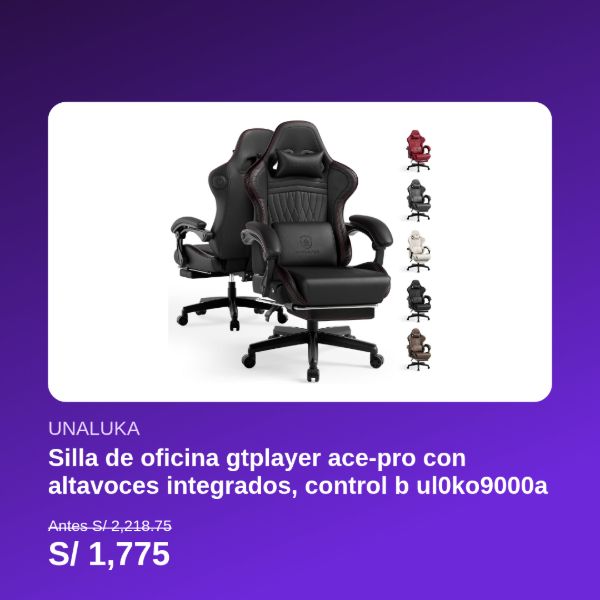 UNALUKA
Silla de oficina gtplayer ace-pro con
altavoces integrados, control b ul0ko9000a
Antes S/ 2,218.75
S/ 1,775